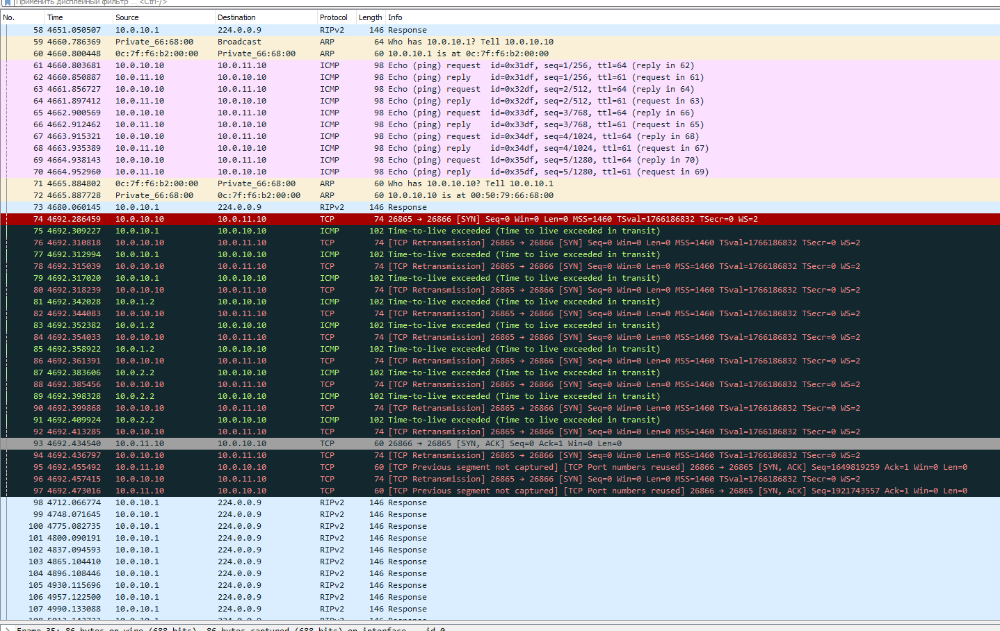 Применить дисплейный фильтр ... <Ctrl-/>
No. Time Source Destination Protocol Length Info
58 4651.050507 10.0.10.1 224.0.0.9 RIPv2 146 Response
59 4660.786369 Private_66:68:00 Broadcast ARP 64 Who has 10.0.10.1? Tell 10.0.10.10
60 4660.800448 0c:7f:f6:b2:00:00 Private_66:68:00 ARP 60 10.0.10.1 is at 0c:7f:f6:b2:00:00
61 4660.803681 10.0.10.10 10.0.11.10 ICMP 98 Echo (ping) request id=0x31df, seq=1/256, ttl=64 (reply in 62)
62 4660.850887 10.0.11.10 10.0.10.10 ICMP 98 Echo (ping) reply id=0x31df, seq=1/256, ttl=61 (request in 61)
63 4661.856727 10.0.10.10 10.0.11.10 ICMP 98 Echo (ping) request id=0x32df, seq=2/512, ttl=64 (reply in 64)
64 4661.897412 10.0.11.10 10.0.10.10 ICMP 98 Echo (ping) reply id=0x32df, seq=2/512, ttl=61 (request in 63)
65 4662.900569 10.0.10.10 10.0.11.10 ICMP 98 Echo (ping) request id=0x33df, seq=3/768, ttl=64 (reply in 66)
66 4662.912462 10.0.11.10 10.0.10.10 ICMP 98 Echo (ping) reply id=0x33df, seq=3/768, ttl=61 (request in 65)
67 4663.915321 10.0.10.10 10.0.11.10 ICMP 98 Echo (ping) request id=0x34df, seq=4/1024, ttl=64 (reply in 68)
68 4663.935389 10.0.11.10 10.0.10.10 ICMP 98 Echo (ping) reply id=0x34df, seq=4/1024, ttl=61 (request in 67)
69 4664.938143 10.0.10.10 10.0.11.10 ICMP 98 Echo (ping) request id=0x35df, seq=5/1280, ttl=64 (reply in 70)
70 4664.952960 10.0.11.10 10.0.10.10 ICMP 98 Echo (ping) reply id=0x35df, seq=5/1280, ttl=61 (request in 69)
71 4665.884802 0c:7f:f6:b2:00:00 Private_66:68:00 ARP 60 Who has 10.0.10.10? Tell 10.0.10.1
72 4665.887728 Private_66:68:00 0c:7f:f6:b2:00:00 ARP 60 10.0.10.10 is at 00:50:79:66:68:00
73 4680.060145 10.0.10.1 224.0.0.9 RIPv2 146 Response
74 4692.286459 10.0.10.10 10.0.11.10 TCP 74 26865 → 26866 [SYN] Seq=0 Win=0 Len=0 MSS=1460 TSval=1766186832 TSecr=0 WS=2
75 4692.309227 10.0.10.1 10.0.10.10 ICMP 102 Time-to-live exceeded (Time to live exceeded in transit)
76 4692.310818 10.0.10.10 10.0.11.10 TCP 74 [TCP Retransmission] 26865 → 26866 [SYN] Seq=0 Win=0 Len=0 MSS=1460 TSval=1766186832 TSecr=0 WS=2
77 4692.312994 10.0.10.1 10.0.10.10 ICMP 102 Time-to-live exceeded (Time to live exceeded in transit)
78 4692.315039 10.0.10.10 10.0.11.10 TCP 74 [TCP Retransmission] 26865 → 26866 [SYN] Seq=0 Win=0 Len=0 MSS=1460 TSval=1766186832 TSecr=0 WS=2
79 4692.317020 10.0.10.1 10.0.10.10 ICMP 102 Time-to-live exceeded (Time to live exceeded in transit)
80 4692.318239 10.0.10.10 10.0.11.10 TCP 74 [TCP Retransmission] 26865 → 26866 [SYN] Seq=0 Win=0 Len=0 MSS=1460 TSval=1766186832 TSecr=0 WS=2
81 4692.342028 10.0.1.2 10.0.10.10 ICMP 102 Time-to-live exceeded (Time to live exceeded in transit)
82 4692.344083 10.0.10.10 10.0.11.10 TCP 74 [TCP Retransmission] 26865 → 26866 [SYN] Seq=0 Win=0 Len=0 MSS=1460 TSval=1766186832 TSecr=0 WS=2
83 4692.352382 10.0.1.2 10.0.10.10 ICMP 102 Time-to-live exceeded (Time to live exceeded in transit)
84 4692.354033 10.0.10.10 10.0.11.10 TCP 74 [TCP Retransmission] 26865 → 26866 [SYN] Seq=0 Win=0 Len=0 MSS=1460 TSval=1766186832 TSecr=0 WS=2
85 4692.358922 10.0.1.2 10.0.10.10 ICMP 102 Time-to-live exceeded (Time to live exceeded in transit)
86 4692.361391 10.0.10.10 10.0.11.10 TCP 74 [TCP Retransmission] 26865 → 26866 [SYN] Seq=0 Win=0 Len=0 MSS=1460 TSval=1766186832 TSecr=0 WS=2
87 4692.383606 10.0.2.2 10.0.10.10 ICMP 102 Time-to-live exceeded (Time to live exceeded in transit)
88 4692.385456 10.0.10.10 10.0.11.10 TCP 74 [TCP Retransmission] 26865 → 26866 [SYN] Seq=0 Win=0 Len=0 MSS=1460 TSval=1766186832 TSecr=0 WS=2
89 4692.398328 10.0.2.2 10.0.10.10 ICMP 102 Time-to-live exceeded (Time to live exceeded in transit)
90 4692.399868 10.0.10.10 10.0.11.10 TCP 74 [TCP Retransmission] 26865 → 26866 [SYN] Seq=0 Win=0 Len=0 MSS=1460 TSval=1766186832 TSecr=0 WS=2
91 4692.409924 10.0.2.2 10.0.10.10 ICMP 102 Time-to-live exceeded (Time to live exceeded in transit)
92 4692.413285 10.0.10.10 10.0.11.10 TCP 74 [TCP Retransmission] 26865 → 26866 [SYN] Seq=0 Win=0 Len=0 MSS=1460 TSval=1766186832 TSecr=0 WS=2
93 4692.434540 10.0.11.10 10.0.10.10 TCP 60 26866 → 26865 [SYN, ACK] Seq=0 Ack=1 Win=0 Len=0
94 4692.436797 10.0.10.10 10.0.11.10 TCP 74 [TCP Retransmission] 26865 → 26866 [SYN] Seq=0 Win=0 Len=0 MSS=1460 TSval=1766186832 TSecr=0 WS=2
95 4692.455492 10.0.11.10 10.0.10.10 TCP 60 [TCP Previous segment not captured] [TCP Port numbers reused] 26866 → 26865 [SYN, ACK] Seq=1649819259 Ack=1 Win=0 Len=0
96 4692.457415 10.0.10.10 10.0.11.10 TCP 74 [TCP Retransmission] 26865 → 26866 [SYN] Seq=0 Win=0 Len=0 MSS=1460 TSval=1766186832 TSecr=0 WS=2
97 4692.473016 10.0.11.10 10.0.10.10 TCP 60 [TCP Previous segment not captured] [TCP Port numbers reused] 26866 → 26865 [SYN, ACK] Seq=1921743557 Ack=1 Win=0 Len=0
98 4712.066774 10.0.10.1 224.0.0.9 RIPv2 146 Response
99 4748.071645 10.0.10.1 224.0.0.9 RIPv2 146 Response
100 4775.082735 10.0.10.1 224.0.0.9 RIPv2 146 Response
101 4800.090191 10.0.10.1 224.0.0.9 RIPv2 146 Response
102 4837.094593 10.0.10.1 224.0.0.9 RIPv2 146 Response
103 4865.104410 10.0.10.1 224.0.0.9 RIPv2 146 Response
104 4896.108446 10.0.10.1 224.0.0.9 RIPv2 146 Response
105 4930.115696 10.0.10.1 224.0.0.9 RIPv2 146 Response
106 4957.122500 10.0.10.1 224.0.0.9 RIPv2 146 Response
107 4990.133088 10.0.10.1 224.0.0.9 RIPv2 146 Response
10.0.10.1 224.0.0.9 RIPv2 146 Response
Frame 35: 86 bytes on wire (688 bits), 86 bytes captured (688 bits) on interface -, id 0